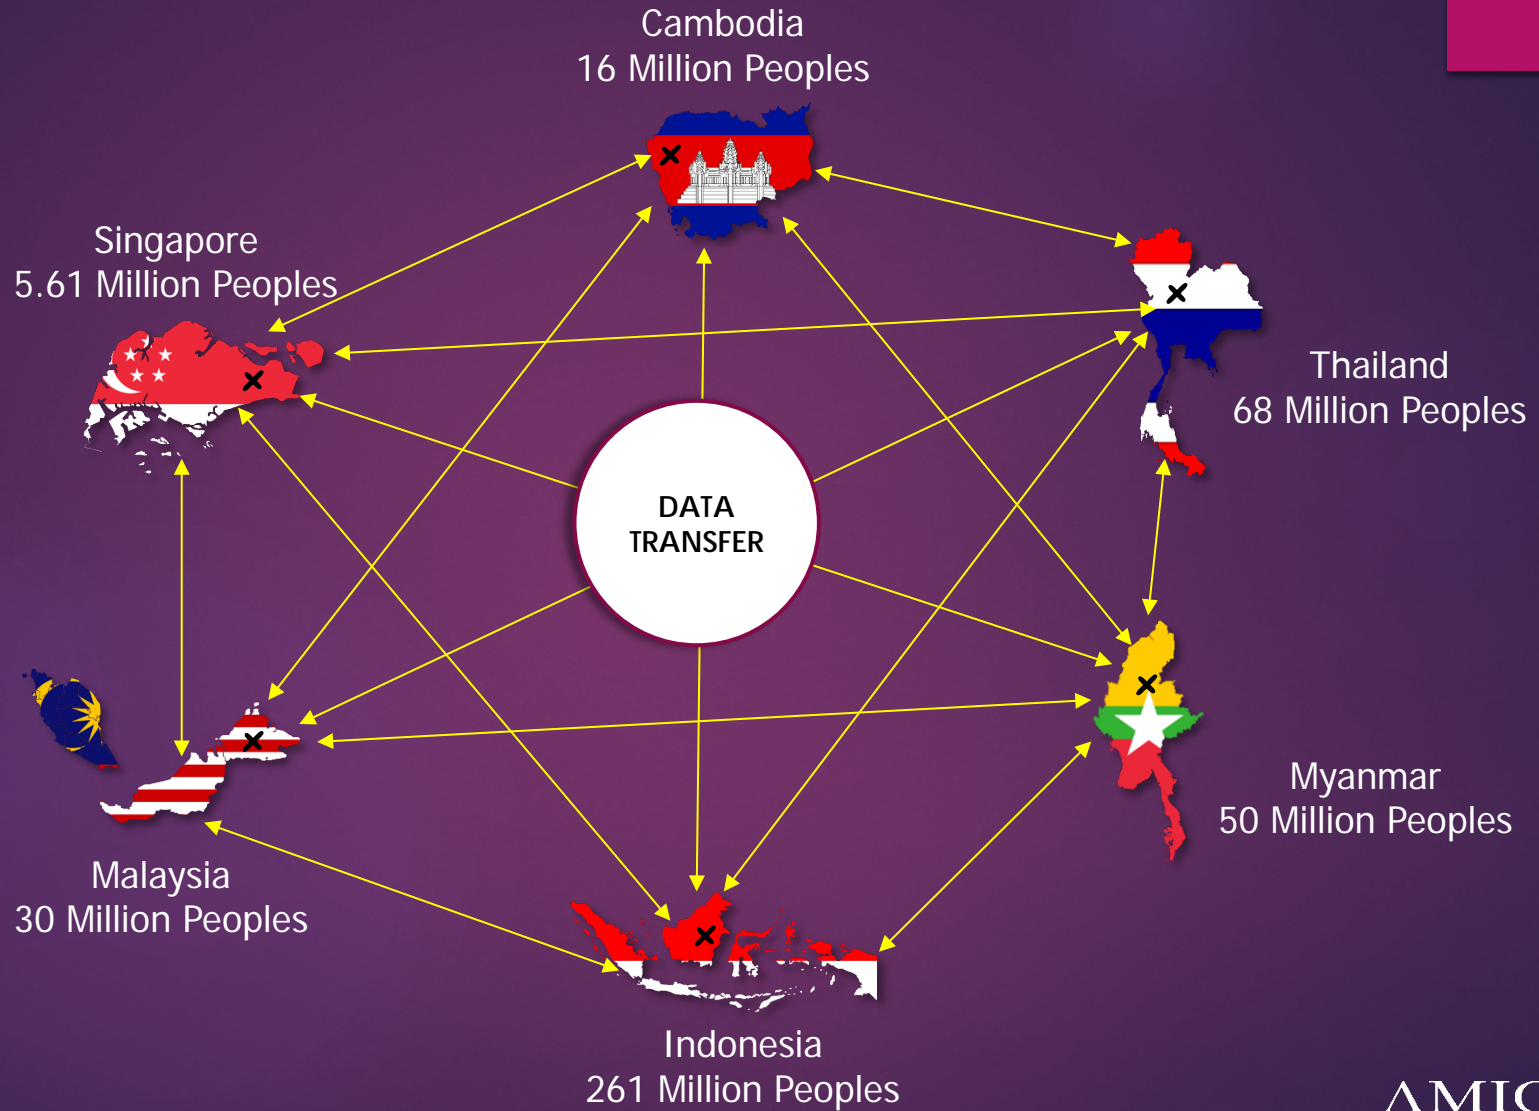 Cambodia
16 Million Peoples
Singapore
5.61 Million Peoples
Thailand
68 Million Peoples
DATA
TRANSFER
Myanmar
50 Million Peoples
Malaysia
30 Million Peoples
Indonesia
261 Million Peoples